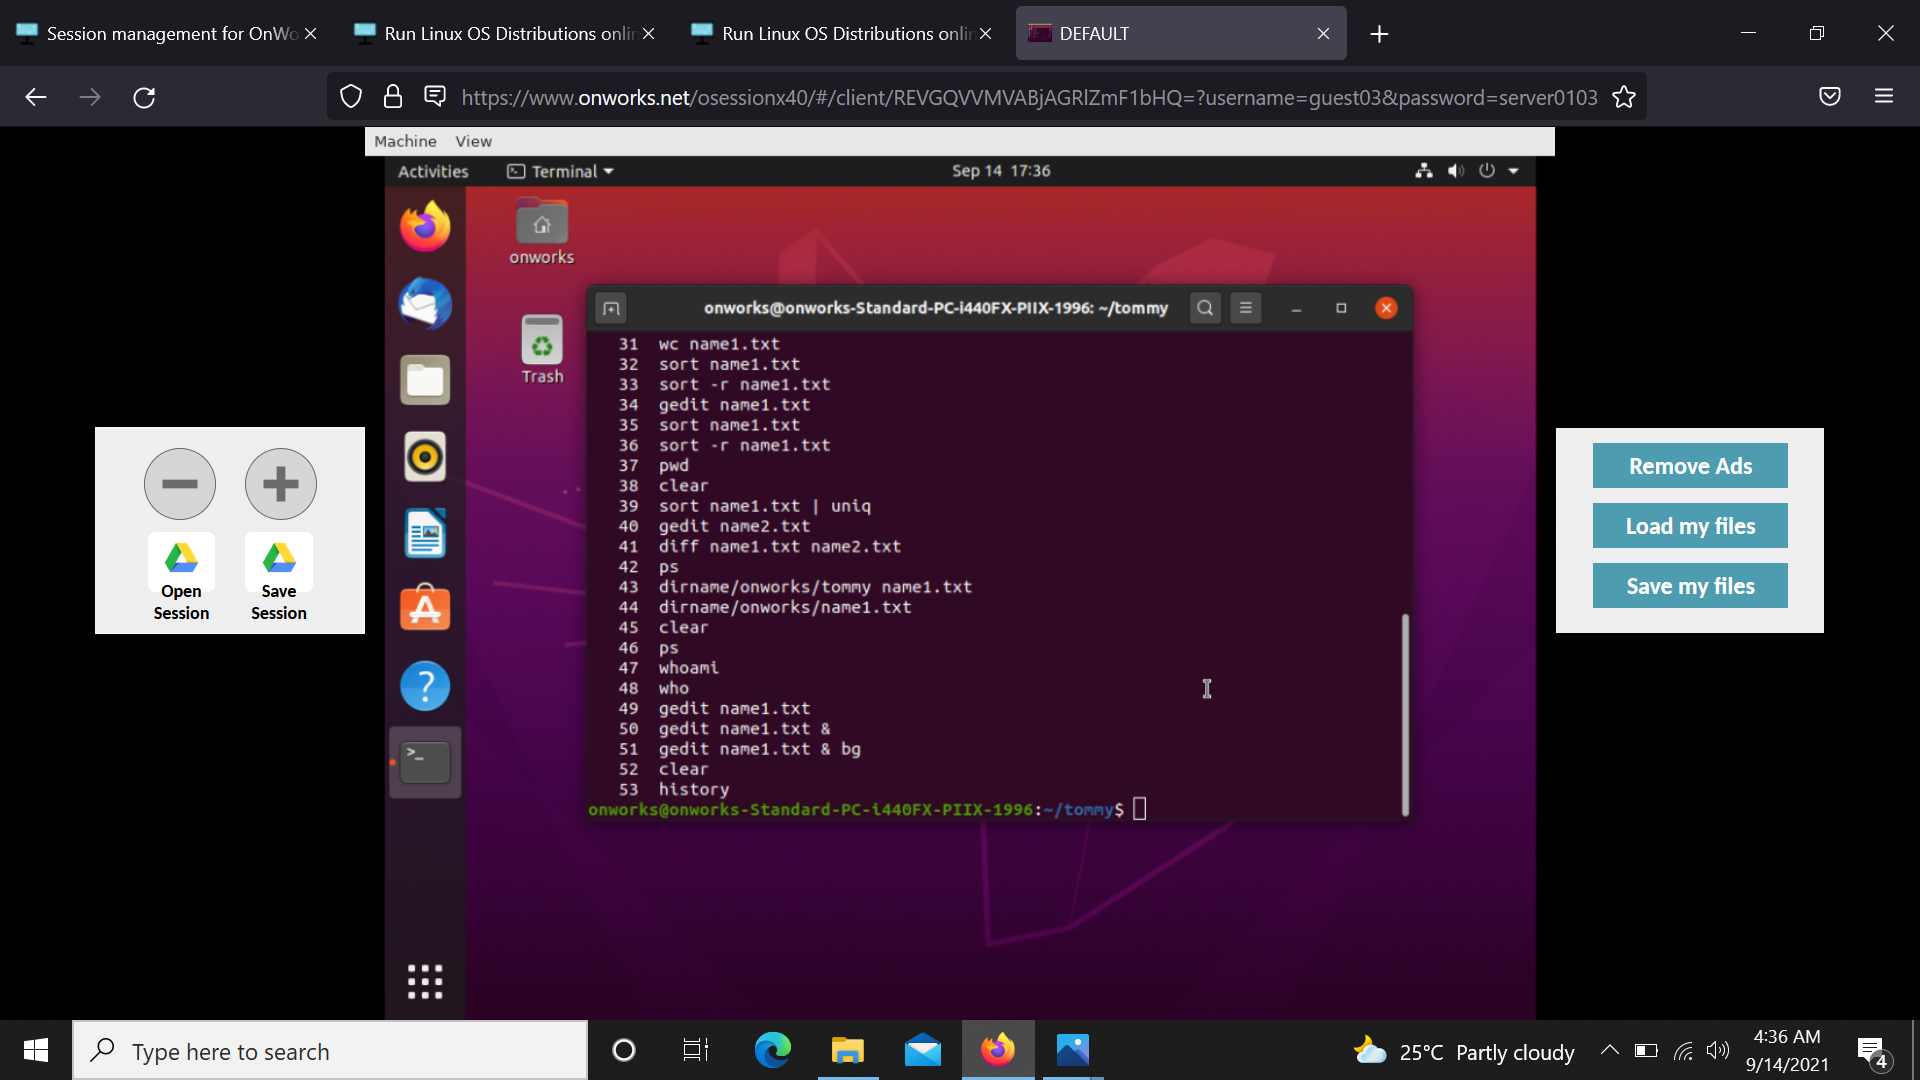 Session management for OnWo
Run Linux OS Distributions onlin
Run Linux OS Distributions onlin
DEFAULT
https://www.onworks.net/osessionx40/#/client/REVGQVVMVABjAGRlZmF1bHQ=?username=guest03&password=server0103
Machine View
Activities Terminal Sep 14 17:36
onworks
Trash
onworks@onworks-Standard-PC-i440FX-PIIX-1996: ~/tommy
31 wc name1.txt
32 sort name1.txt
33 sort -r name1.txt
34 gedit name1.txt
35 sort name1.txt
36 sort -r name1.txt
37 pwd
38 clear
39 sort name1.txt | uniq
40 gedit name2.txt
41 diff name1.txt name2.txt
42 ps
43 dirname/onworks/tommy name1.txt
44 dirname/onworks/name1.txt
45 clear
46 ps
47 whoami
48 who
49 gedit name1.txt
50 gedit name1.txt &
51 gedit name1.txt & bg
52 clear
53 history
onworks@onworks-Standard-PC-i440FX-PIIX-1996:~/tommy$
Open Session
Save Session
Remove Ads
Load my files
Save my files
Type here to search
25°C Partly cloudy
4:36 AM
9/14/2021
4